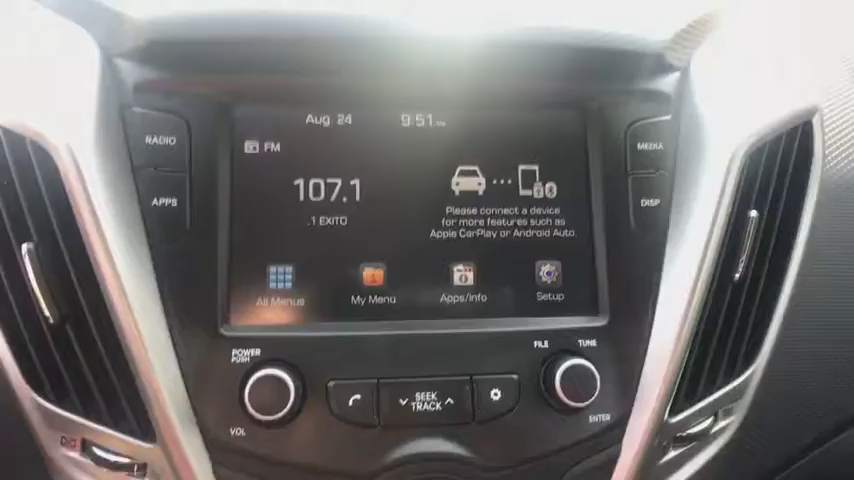 Aug 24 9:51
RADIO
MEDIA
FM
107.1
.1 EXITO
APPS
DISP
Please connect a device
for more features such as
Apple CarPlay or Android Auto.
All Menus
My Menu
Apps/Info
Setup
POWER
PUSH
FILE
TUNE
SEEK
TRACK
VOL
ENTER